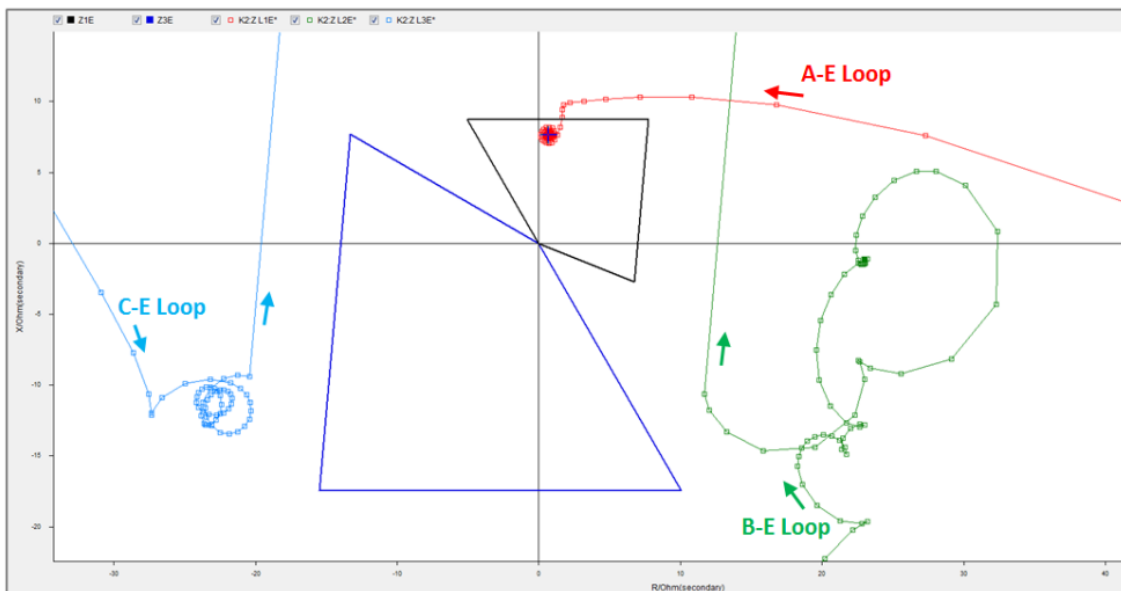 Z1E Z3E K2:Z L1E* K2:Z L2E* K2:Z L3E*
A-E Loop
C-E Loop
B-E Loop
X/Ohm(secondary)
10
5
0
-5
-10
-15
-20
-30 -20 -10 0 10 20 30 40
R/Ohm(secondary)